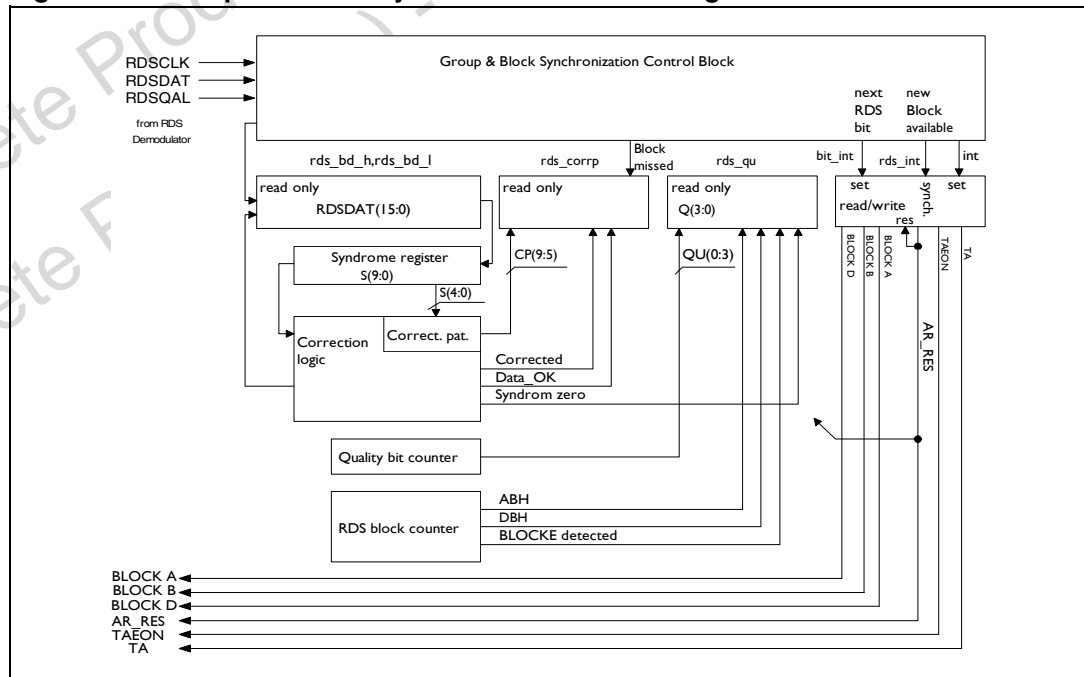 RDSCLK
RDSDAT
RDSQAL
from RDS
Demodulator
Group & Block Synchronization Control Block
next
RDS
bit
new
Block
available
rds_bd_h,rds_bd_l
rds_corrp
Block
missed
rds_qu
bit_int
rds_int
int
read only
RDSDAT(15:0)
read only
read only
Q(3:0)
set
synch.
set
read/write
res
Syndrome register
S(9:0)
CP(9:5)
QU(0:3)
BLOCK D
BLOCK B
BLOCK A
TAEON
TA
S(4:0)
Correction
logic
Correct. pat.
AR_RES
Corrected
Data_OK
Syndrom zero
Quality bit counter
RDS block counter
ABH
DBH
BLOCKE detected
BLOCK A
BLOCK B
BLOCK D
AR_RES
TAEON
TA